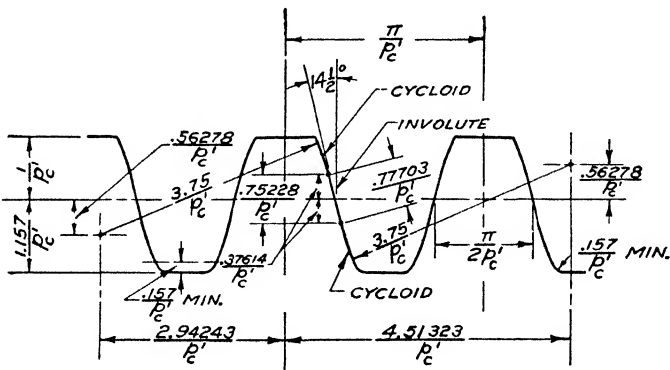 π/p'c
14½°
CYCLOID
INVOLUTE
.56278/p'c
1/p'c
3.75/p'c
.75228/p'c
.77703/p'c
.56278/p'c
1.157/p'c
.37614/p'c
3.75/p'c
π/2p'c
.157/p'c MIN.
.157/p'c MIN.
CYCLOID
2.94243/p'c
4.51323/p'c